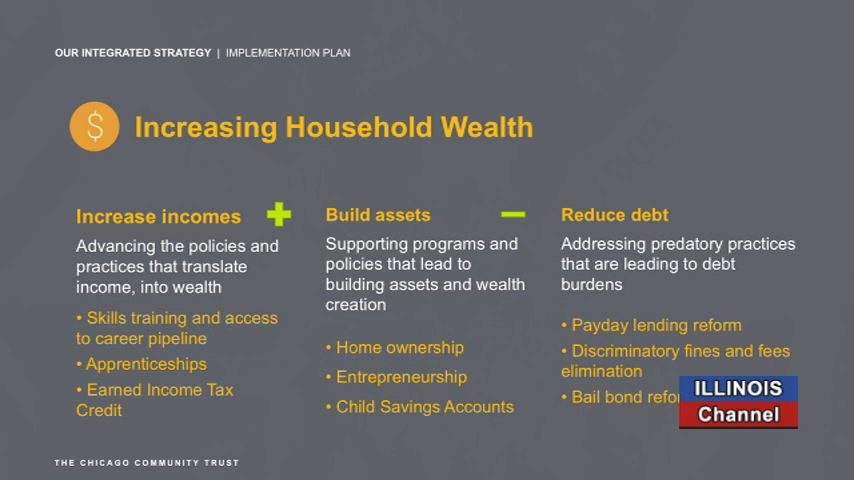 OUR INTEGRATED STRATEGY | IMPLEMENTATION PLAN
$
Increasing Household Wealth
Increase incomes
Advancing the policies and
practices that translate
income, into wealth
• Skills training and access
to career pipeline
• Apprenticeships
• Earned Income Tax
Credit
Build assets
Supporting programs and
policies that lead to
building assets and wealth
creation
• Home ownership
• Entrepreneurship
• Child Savings Accounts
Reduce debt
Addressing predatory practices
that are leading to debt
burdens
• Payday lending reform
• Discriminatory fines and fees
elimination
• Bail bond
ILLINOIS
Channel
THE CHICAGO COMMUNITY TRUST